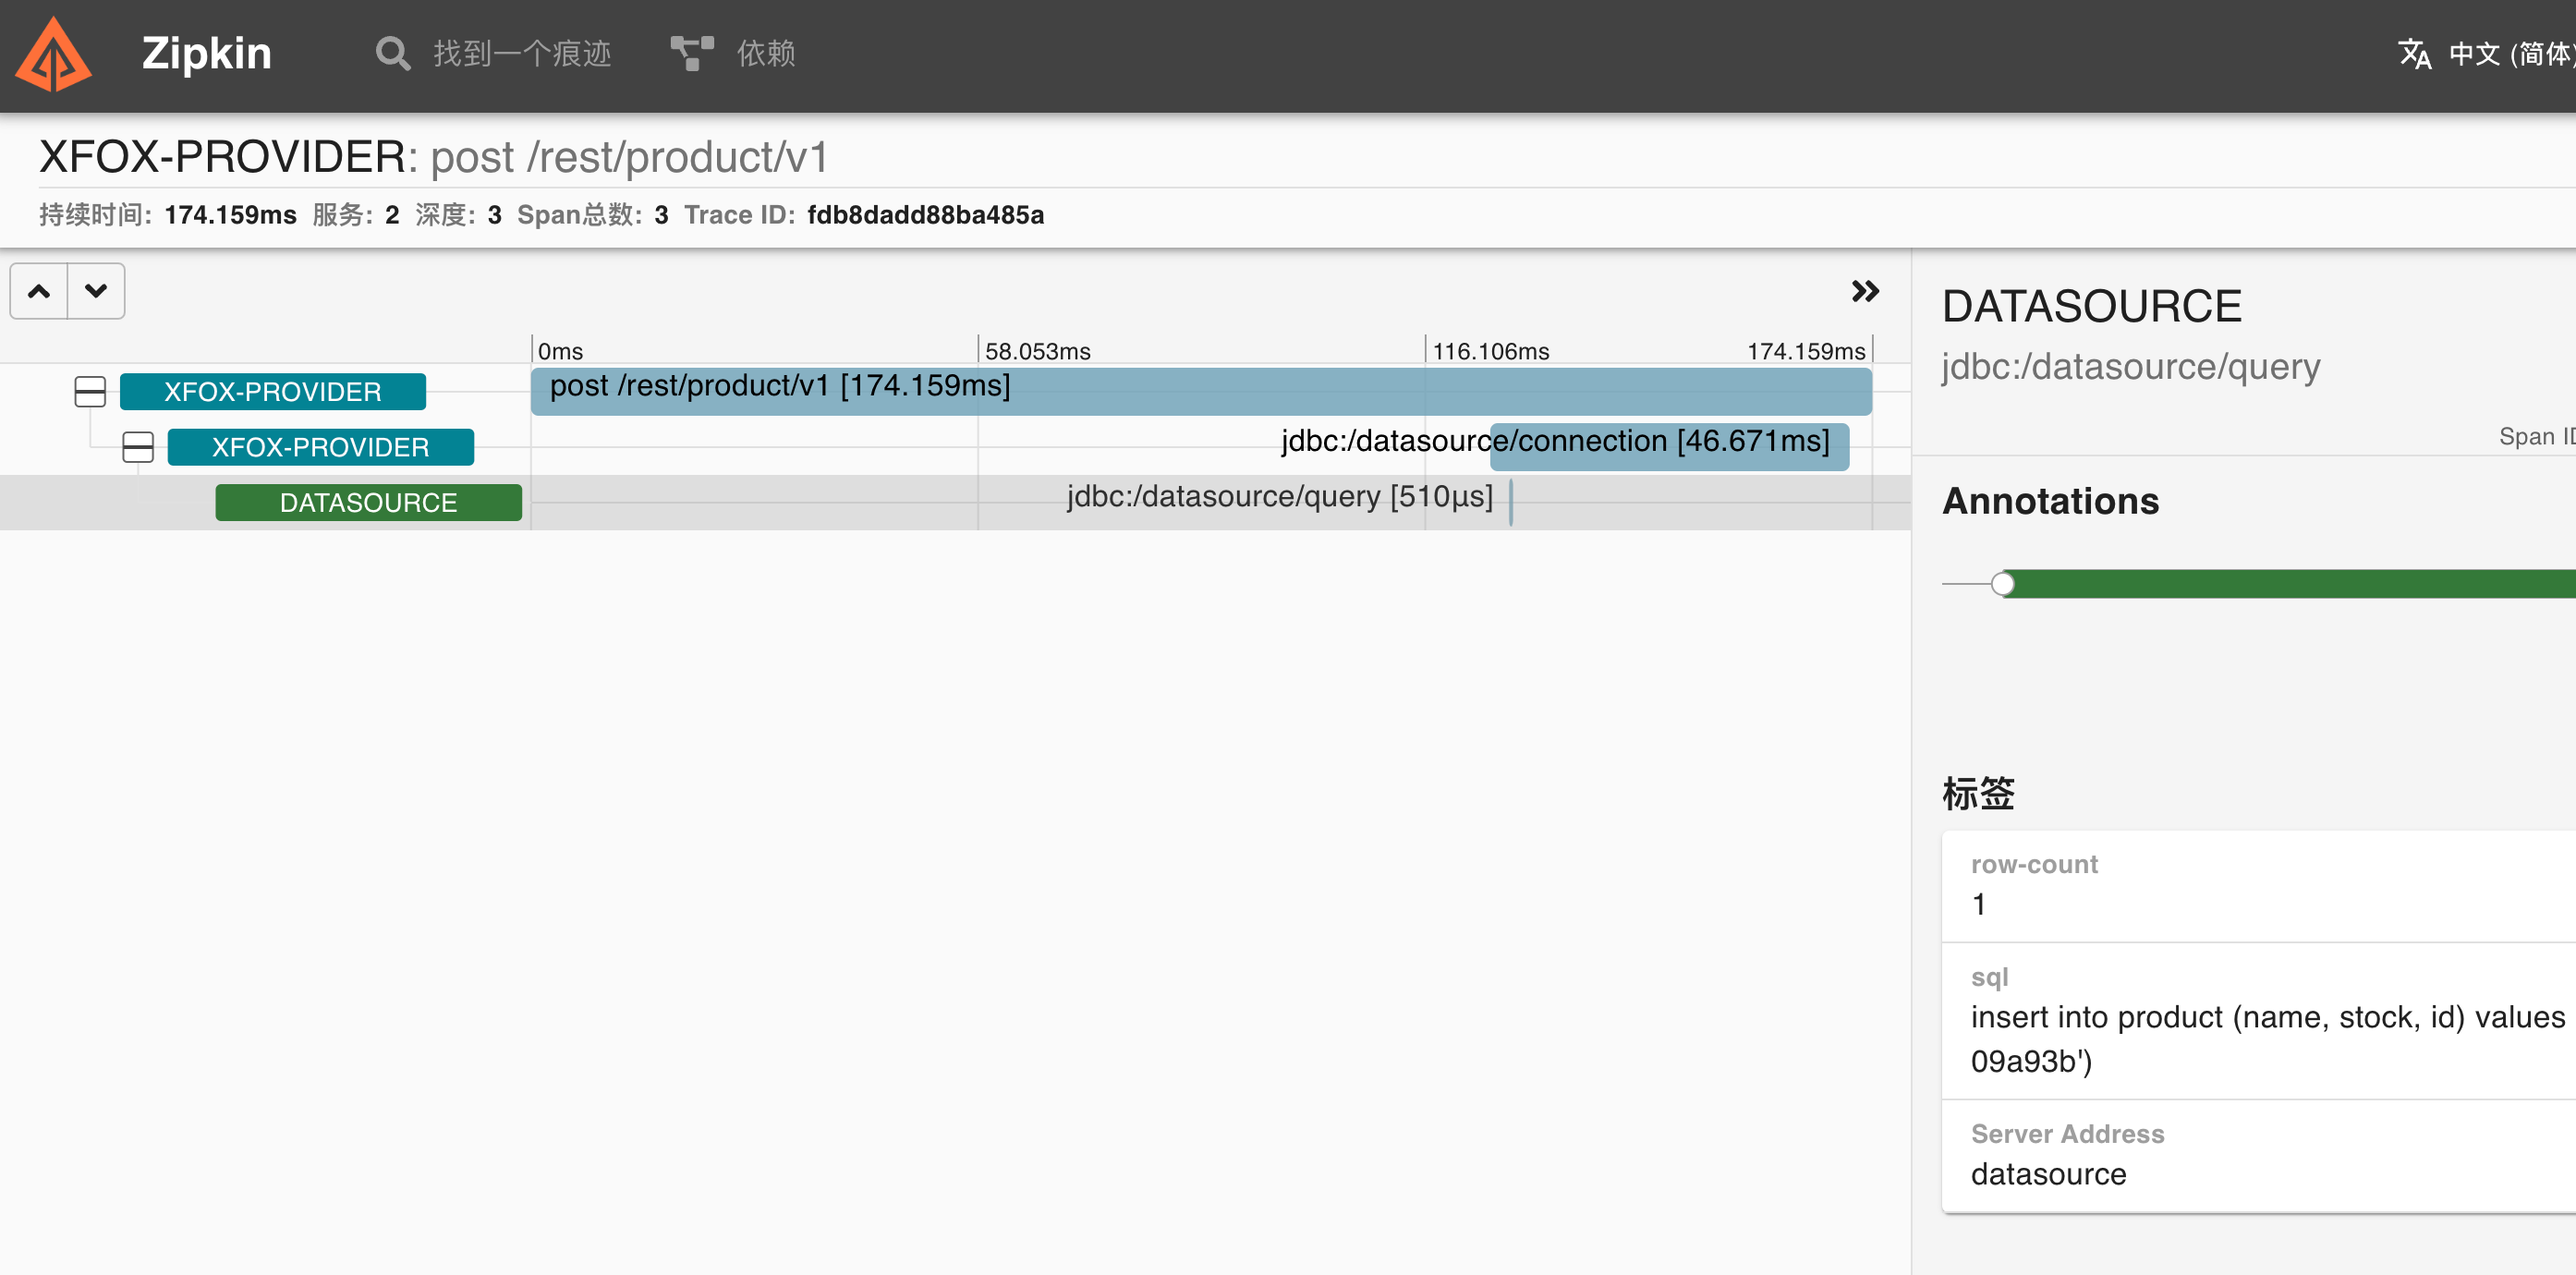 Zipkin 找到一个痕迹 依赖 中文 (简体)
XFOX-PROVIDER: post /rest/product/v1
持续时间: 174.159ms 服务: 2 深度: 3 Span总数: 3 Trace ID: fdb8dadd88ba485a
0ms 58.053ms 116.106ms 174.159ms
XFOX-PROVIDER post /rest/product/v1 [174.159ms]
XFOX-PROVIDER jdbc:/datasource/connection [46.671ms]
DATASOURCE jdbc:/datasource/query [510μs]
DATASOURCE
jdbc:/datasource/query
Span ID
Annotations
标签
row-count
1
sql
insert into product (name, stock, id) values
09a93b')
Server Address
datasource